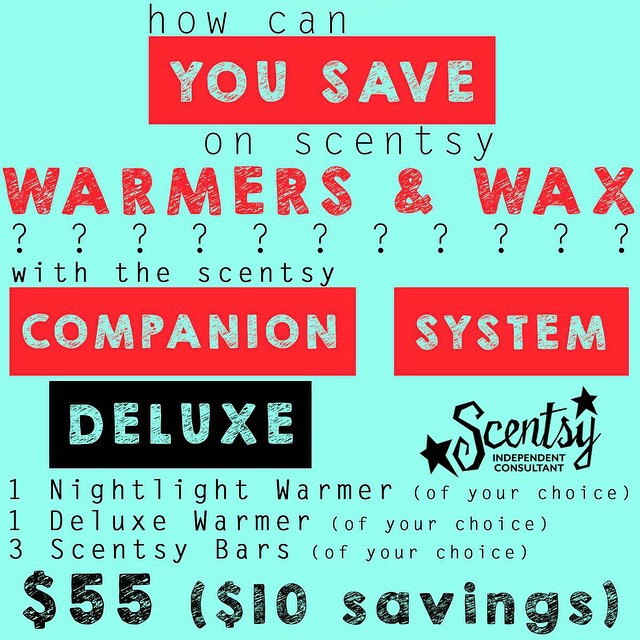 how can
YOU SAVE
on scentsy
WARMERS & WAX
? ? ? ? ? ? ? ? ? ? ?
with the scentsy
COMPANION SYSTEM
DELUXE
Scentsy
INDEPENDENT
CONSULTANT
1 Nightlight Warmer (of your choice)
1 Deluxe Warmer (of your choice)
3 Scentsy Bars (of your choice)
$55 ($10 savings)